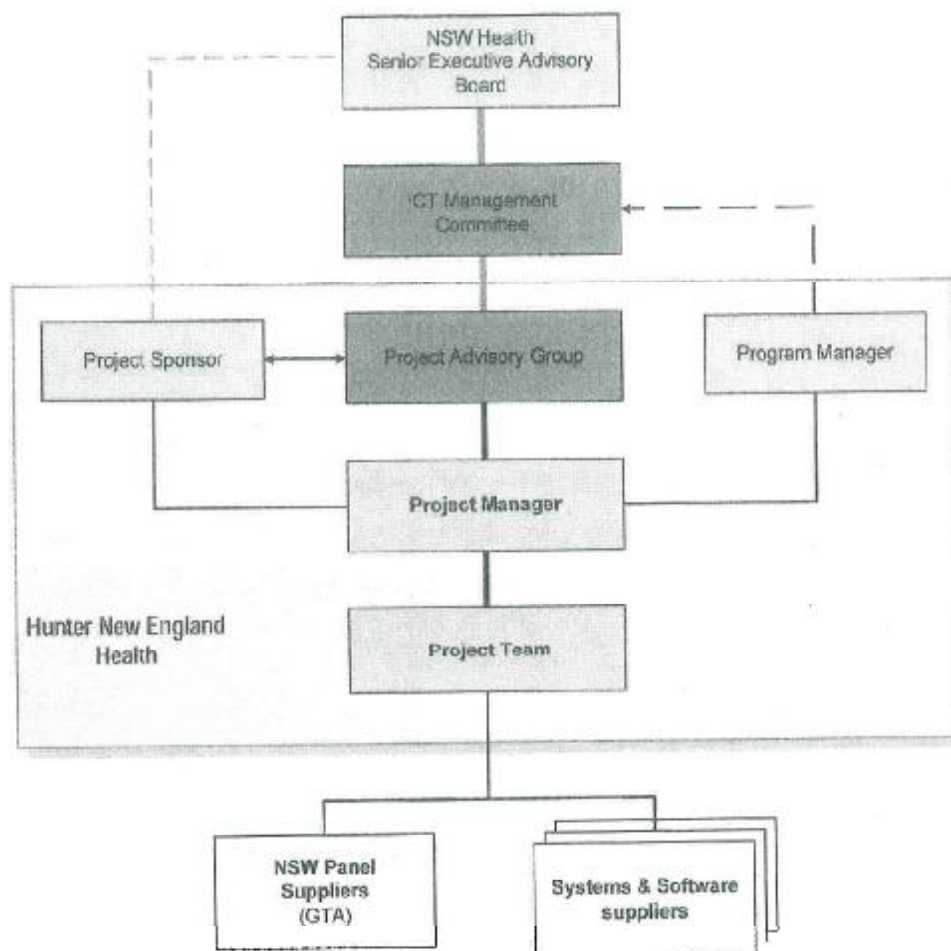 NSW Health
Senior Executive Advisory
Board
ICT Management
Committee
Project Sponsor
Project Advisory Group
Program Manager
Project Manager
Hunter New England
Health
Project Team
NSW Panel
Suppliers
(GTA)
Systems & Software
suppliers